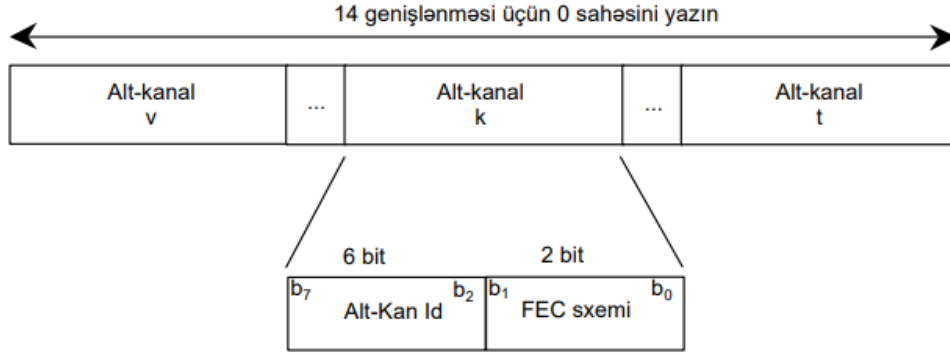 14 genişlənməsi üçün 0 sahəsini yazın
Alt-kanal
v
...
Alt-kanal
k
...
Alt-kanal
t
6 bit
2 bit
b7
b2
Alt-Kan Id
b1
b0
FEC sxemi